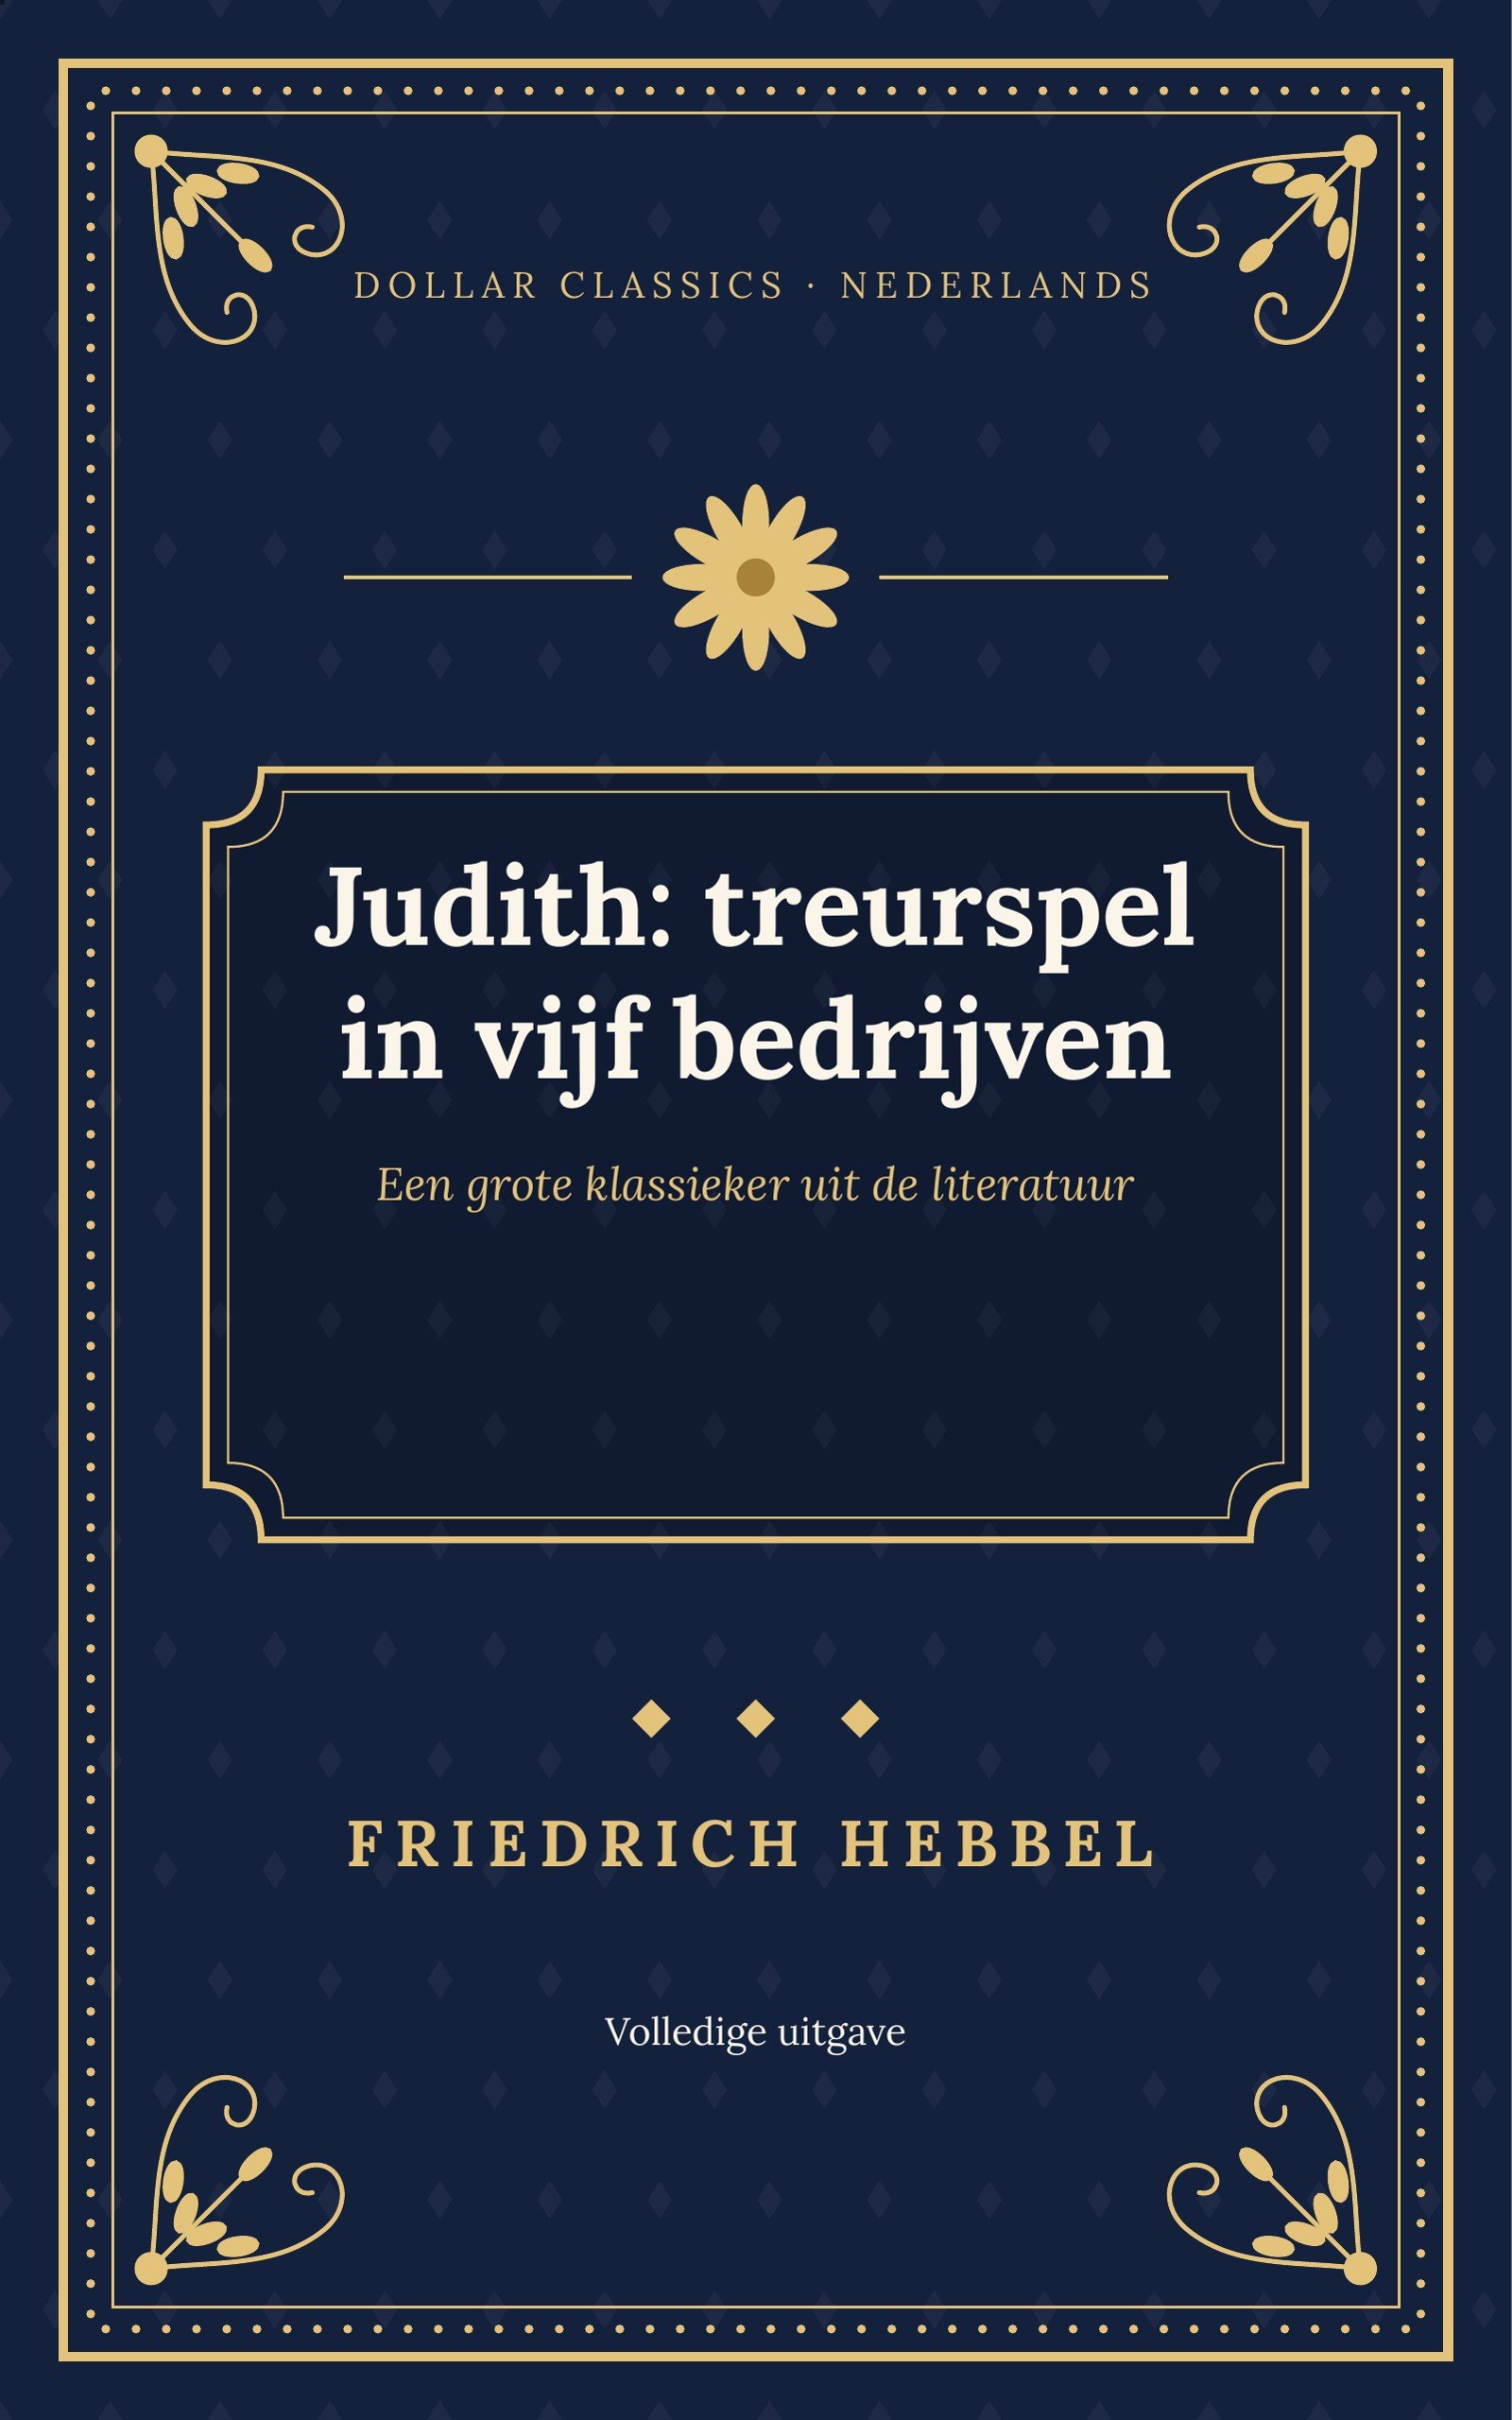 DOLLAR CLASSICS · NEDERLANDS
Judith: treurspel
in vijf bedrijven
Een grote klassieker uit de literatuur
FRIEDRICH HEBBEL
Volledige uitgave